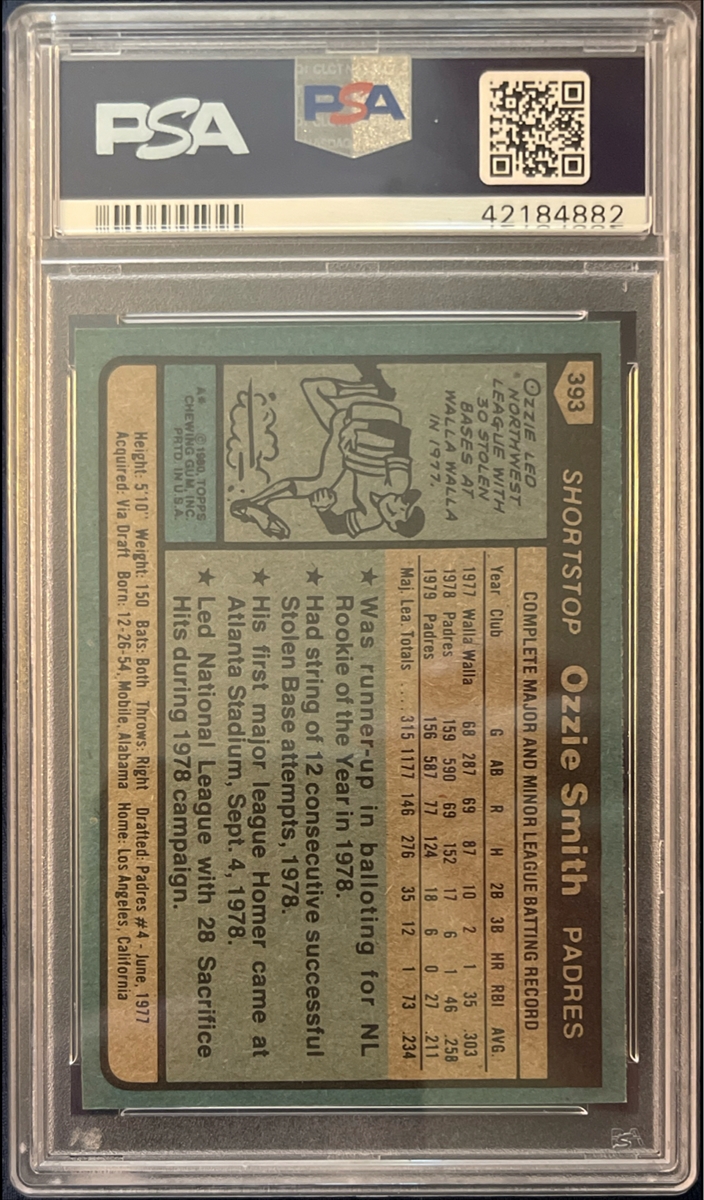 PSA
PSA
42184882
393
SHORTSTOP Ozzie Smith PADRES
OZZIE LED
NORTHWEST
LEAGUE WITH
30 STOLEN
BASES AT
WALLA WALLA
IN 1977.
A* © 1980, TOPPS
CHEWING GUM, INC.
PRTD IN U.S.A.
COMPLETE MAJOR AND MINOR LEAGUE BATTING RECORD
Year Club G AB R H 2B 3B HR RBI AVG.
1977 Walla Walla 68 287 69 87 10 2 1 35 .303
1978 Padres 159 590 69 152 17 6 1 46 .258
1979 Padres 156 587 77 124 18 6 0 27 .211
Maj. Lea. Totals .... 315 1177 146 276 35 12 1 73 .234
★ Was runner-up in balloting for NL
Rookie of the Year in 1978.
★ Had string of 12 consecutive successful
Stolen Base attempts, 1978.
★ His first major league Homer came at
Atlanta Stadium, Sept. 4, 1978.
★ Led National League with 28 Sacrifice
Hits during 1978 campaign.
Height: 5'10" Weight: 150 Bats: Both Throws: Right Drafted: Padres #4 - June, 1977
Acquired: Via Draft Born: 12-26-54, Mobile, Alabama Home: Los Angeles, California